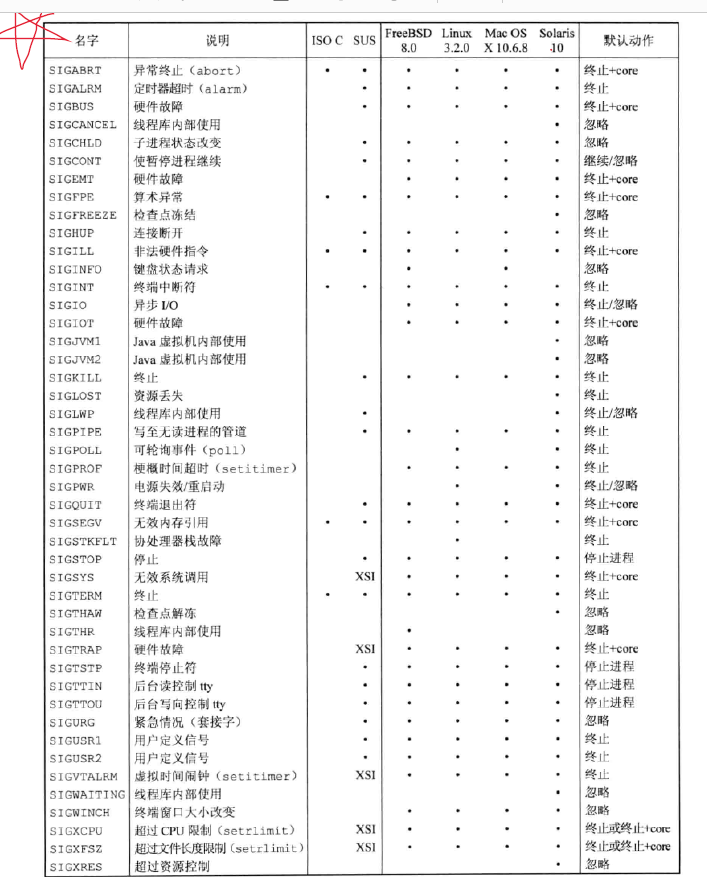 名字 说明 ISO C SUS FreeBSD 8.0 Linux 3.2.0 Mac OS X 10.6.8 Solaris 10 默认动作
SIGABRT 异常终止（abort） • • • • • • 终止+core
SIGALRM 定时器超时（alarm） • • • • • 终止
SIGBUS 硬件故障 • • • • • 终止+core
SIGCANCEL 线程库内部使用 • 忽略
SIGCHLD 子进程状态改变 • • • • • 忽略
SIGCONT 使暂停进程继续 • • • • • 继续/忽略
SIGEMT 硬件故障 • • • • 终止+core
SIGFPE 算术异常 • • • • • • 终止+core
SIGFREEZE 检查点冻结 • 忽略
SIGHUP 连接断开 • • • • • 终止
SIGILL 非法硬件指令 • • • • • • 终止+core
SIGINFO 键盘状态请求 • • 忽略
SIGINT 终端中断符 • • • • • • 终止
SIGIO 异步 I/O • • • • 终止/忽略
SIGIOT 硬件故障 • • • • 终止+core
SIGJVM1 Java 虚拟机内部使用 • 忽略
SIGJVM2 Java 虚拟机内部使用 • 忽略
SIGKILL 终止 • • • • • 终止
SIGLOST 资源丢失 • 终止
SIGLWP 线程库内部使用 • • 终止/忽略
SIGPIPE 写至无读进程的管道 • • • • • 终止
SIGPOLL 可轮询事件（poll） • • 终止
SIGPROF 梗概时间超时（setitimer） • • • • 终止
SIGPWR 电源失效/重启动 • • 终止/忽略
SIGQUIT 终端退出符 • • • • • 终止+core
SIGSEGV 无效内存引用 • • • • • • 终止+core
SIGSTKFLT 协处理器栈故障 • 终止
SIGSTOP 停止 • • • • • 停止进程
SIGSYS 无效系统调用 XSI • • • • 终止+core
SIGTERM 终止 • • • • • • 终止
SIGTHAW 检查点解冻 • 忽略
SIGTHR 线程库内部使用 • 忽略
SIGTRAP 硬件故障 XSI • • • • 终止+core
SIGTSTP 终端停止符 • • • • • 停止进程
SIGTTIN 后台读控制 tty • • • • • 停止进程
SIGTTOU 后台写向控制 tty • • • • • 停止进程
SIGURG 紧急情况（套接字） • • • • • 忽略
SIGUSR1 用户定义信号 • • • • • 终止
SIGUSR2 用户定义信号 • • • • • 终止
SIGVTALRM 虚拟时间闹钟（setitimer） XSI • • • • 终止
SIGWAITING 线程库内部使用 • 忽略
SIGWINCH 终端窗口大小改变 • • • • 忽略
SIGXCPU 超过 CPU 限制（setrlimit） XSI • • • • 终止或终止+core
SIGXFSZ 超过文件长度限制（setrlimit） XSI • • • • 终止或终止+core
SIGXRES 超过资源控制 • 忽略